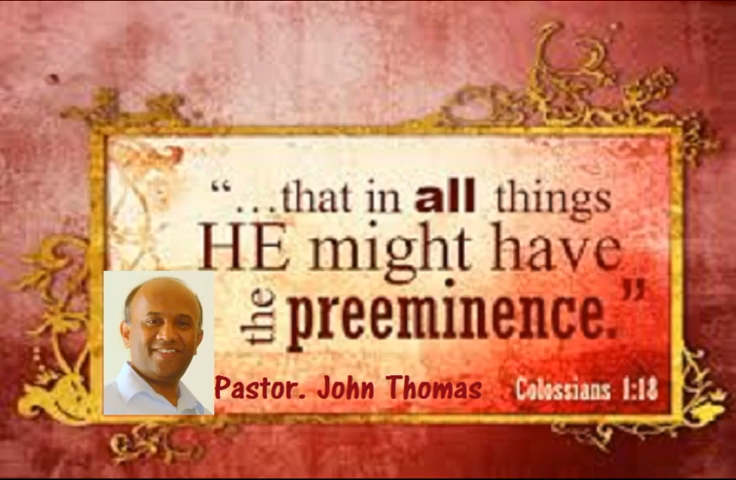 “...that in all things
HE might have
the preeminence.”
Pastor. John Thomas Colossians 1:18